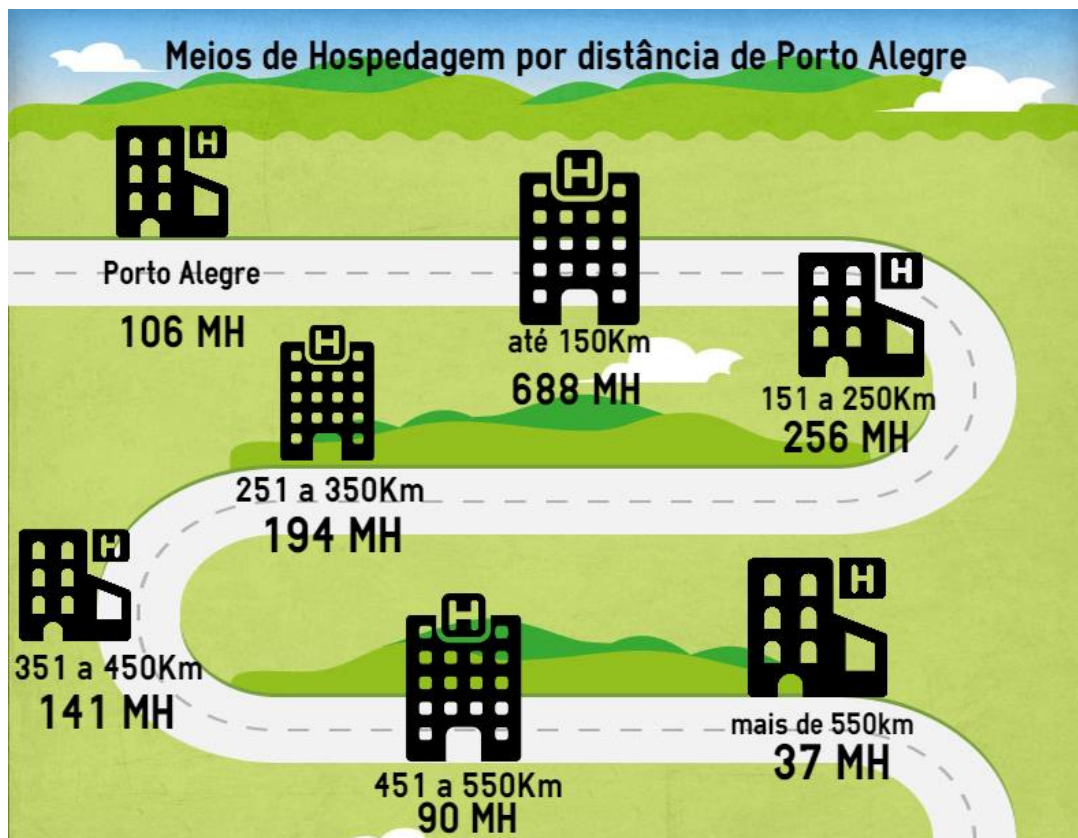 Meios de Hospedagem por distância de Porto Alegre
H
H
Porto Alegre
106 MH
até 150Km
688 MH
H
151 a 250Km
256 MH
H
251 a 350Km
194 MH
H
351 a 450Km
141 MH
H
451 a 550Km
90 MH
H
mais de 550km
37 MH